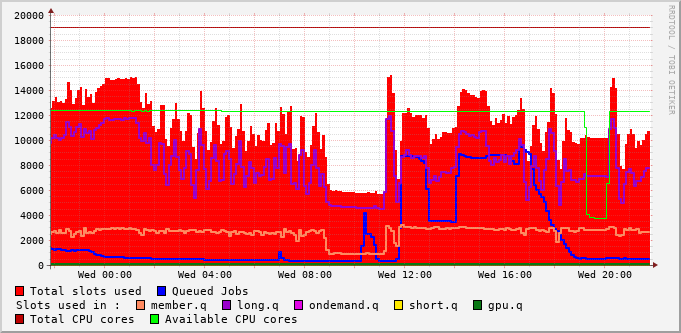 20000
18000
16000
14000
12000
10000
8000
6000
4000
2000
0
Wed 00:00 Wed 04:00 Wed 08:00 Wed 12:00 Wed 16:00 Wed 20:00
Total slots used Queued Jobs
Slots used in : member.q long.q ondemand.q short.q gpu.q
Total CPU cores Available CPU cores
RRDTOOL / TOBI OETIKER